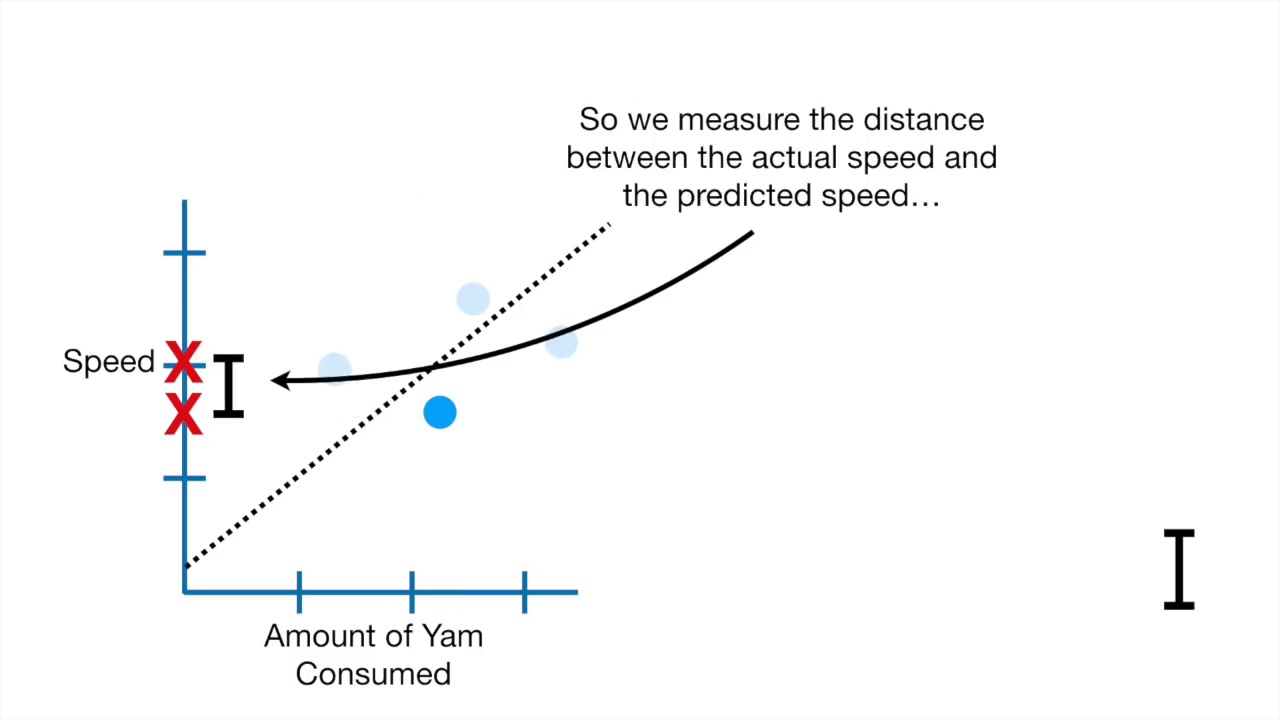 So we measure the distance
between the actual speed and
the predicted speed…
Speed
X
X
Amount of Yam
Consumed